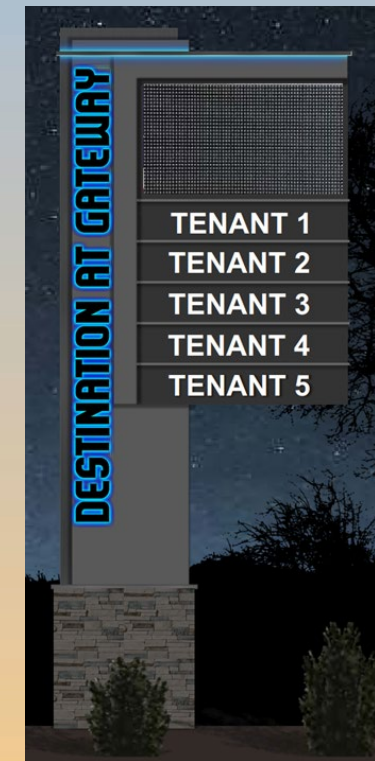 DESTINATION AT GATEWAY
TENANT 1
TENANT 2
TENANT 3
TENANT 4
TENANT 5